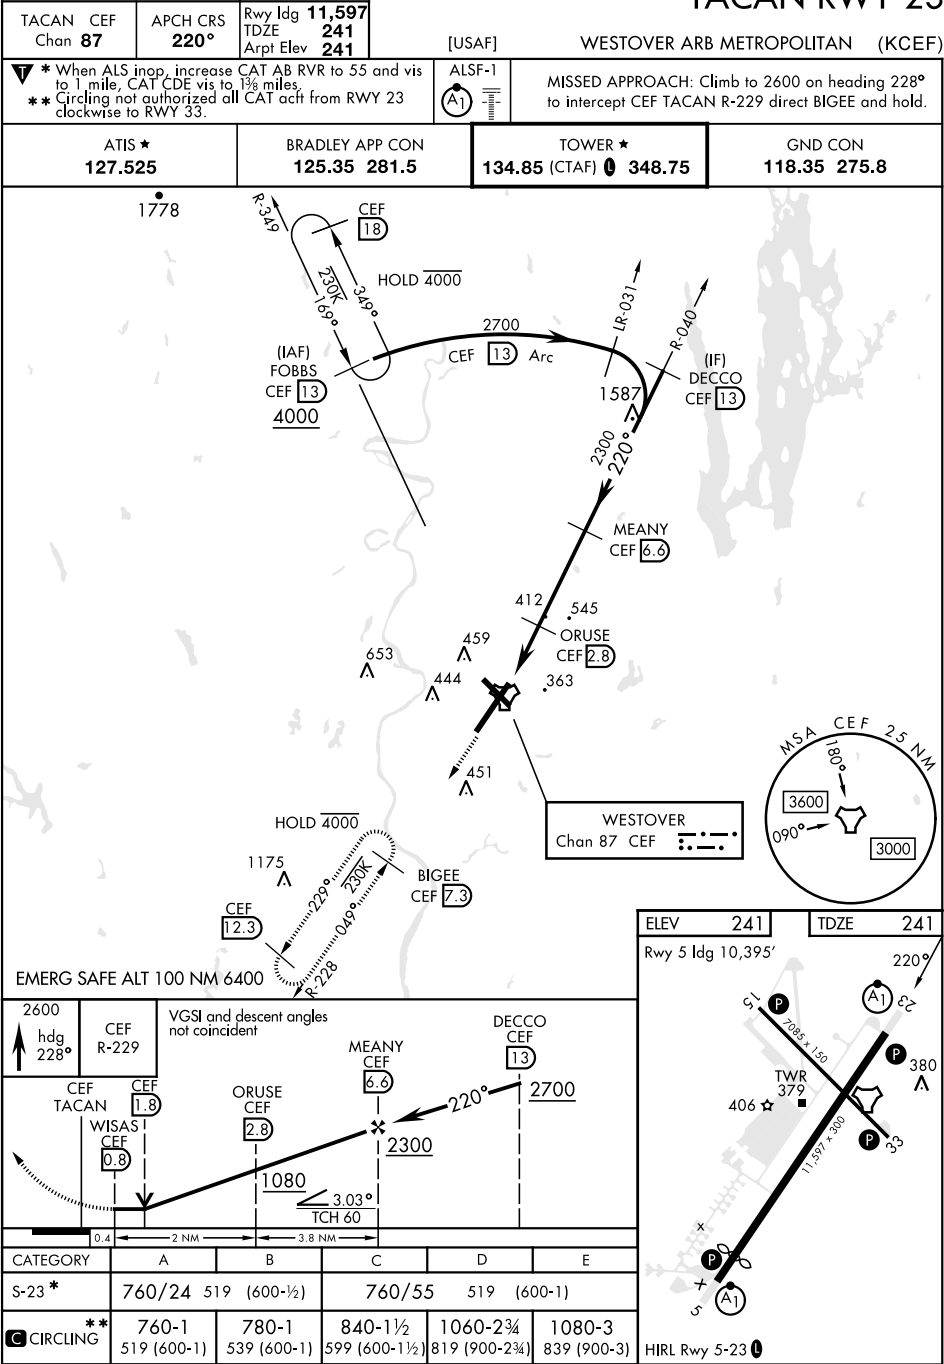 TACAN RWY 23
TACAN CEF
Chan 87
APCH CRS
220°
Rwy ldg 11,597
TDZE 241
Arpt Elev 241
[USAF]
WESTOVER ARB METROPOLITAN (KCEF)
T * When ALS inop, increase CAT AB RVR to 55 and vis
to 1 mile, CAT CDE vis to 1⅜ miles.
** Circling not authorized all CAT acft from RWY 23
clockwise to RWY 33.
ALSF-1
A1
MISSED APPROACH: Climb to 2600 on heading 228°
to intercept CEF TACAN R-229 direct BIGEE and hold.
ATIS ★
127.525
BRADLEY APP CON
125.35 281.5
TOWER ★
134.85 (CTAF) L 348.75
GND CON
118.35 275.8
1778
R-349
CEF
18
HOLD 4000
230K
349°
169°
(IAF)
FOBBS
CEF 13
4000
2700
CEF 13 Arc
LR-031
R-040
(IF)
DECCO
CEF 13
1587
2300
220°
MEANY
CEF 6.6
412
545
ORUSE
CEF 2.8
459
653
444
363
451
WESTOVER
Chan 87 CEF
MSA CEF 25 NM
180°
3600
090°
3000
HOLD 4000
1175
229°
230K
049°
BIGEE
CEF 7.3
CEF
12.3
R-228
EMERG SAFE ALT 100 NM 6400
ELEV 241
TDZE 241
Rwy 5 ldg 10,395'
220°
A1
23
15
P
7085 x 150
P
380
TWR
379
406
P
33
11,597 x 300
x
P
5
A1
HIRL Rwy 5-23 L
2600
hdg
228°
CEF
R-229
VGSI and descent angles
not coincident
DECCO
CEF
13
MEANY
CEF
6.6
CEF
TACAN
CEF
1.8
ORUSE
CEF
2.8
WISAS
CEF
0.8
220°
2700
2300
1080
3.03°
TCH 60
0.4
2 NM
3.8 NM
CATEGORY A B C D E
S-23 * 760/24 519 (600-½) 760/55 519 (600-1)
C CIRCLING ** 760-1 780-1 840-1½ 1060-2¾ 1080-3
519 (600-1) 539 (600-1) 599 (600-1½) 819 (900-2¾) 839 (900-3)